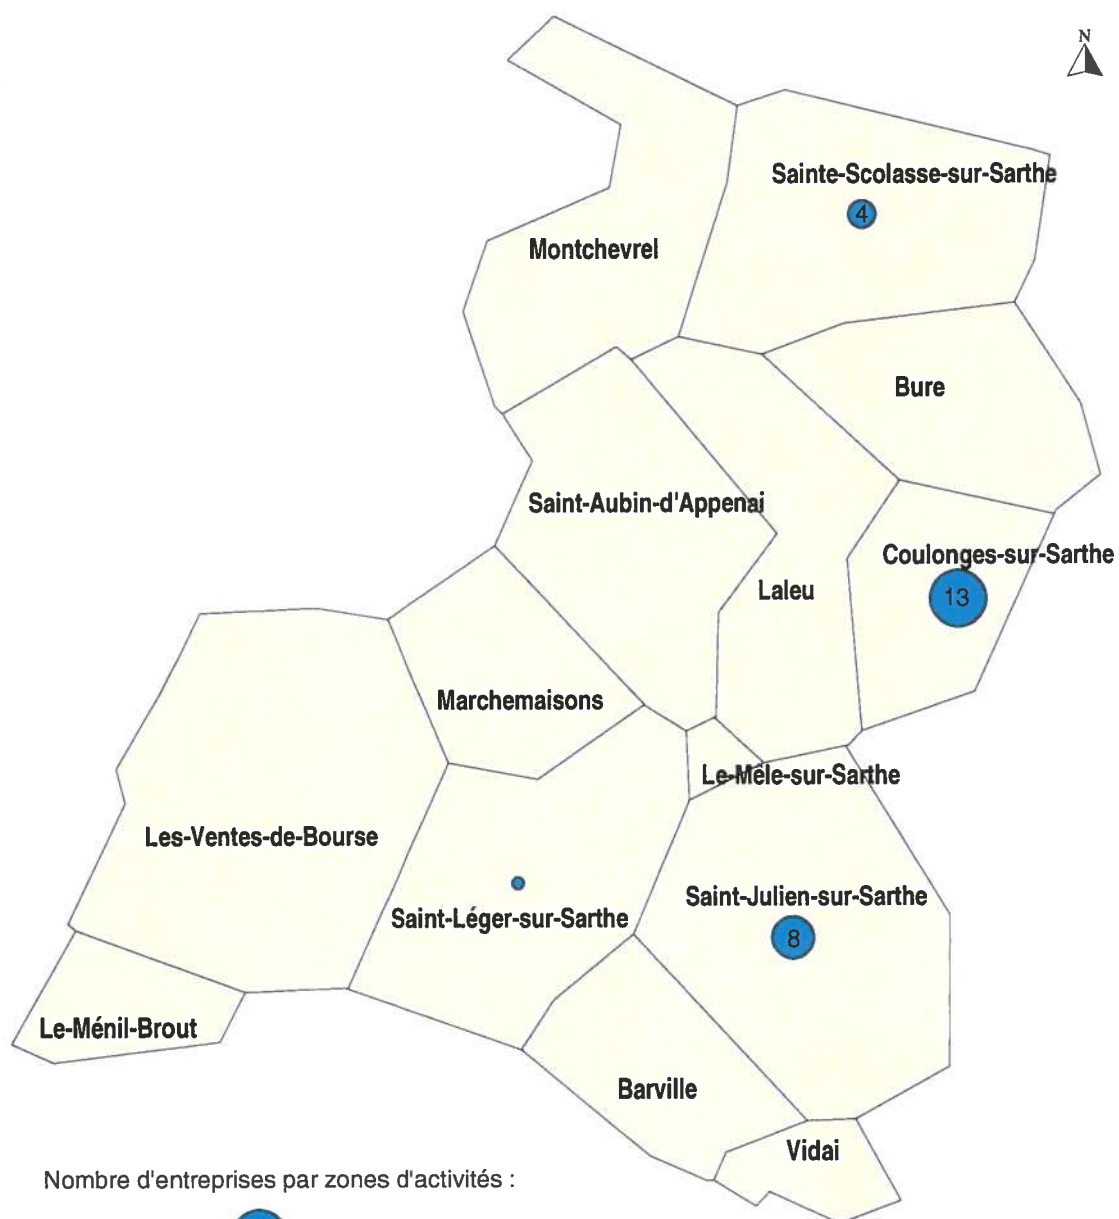 N
Sainte-Scolasse-sur-Sarthe
4
Montchevrel
Bure
Saint-Aubin-d'Appenai
Coulonges-sur-Sarthe
Laleu
13
Marchemaisons
Le-Mêle-sur-Sarthe
Les-Ventes-de-Bourse
Saint-Julien-sur-Sarthe
Saint-Léger-sur-Sarthe
8
Le-Ménil-Brout
Barville
Vidai
Nombre d'entreprises par zones d'activités :